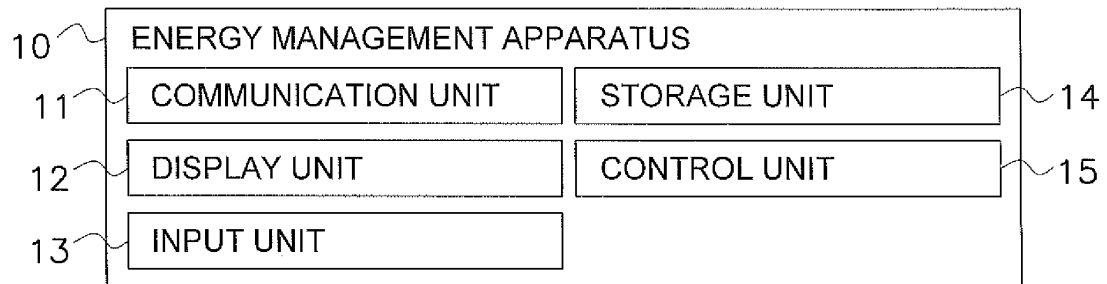 10 ENERGY MANAGEMENT APPARATUS
11 COMMUNICATION UNIT STORAGE UNIT 14
12 DISPLAY UNIT CONTROL UNIT 15
13 INPUT UNIT